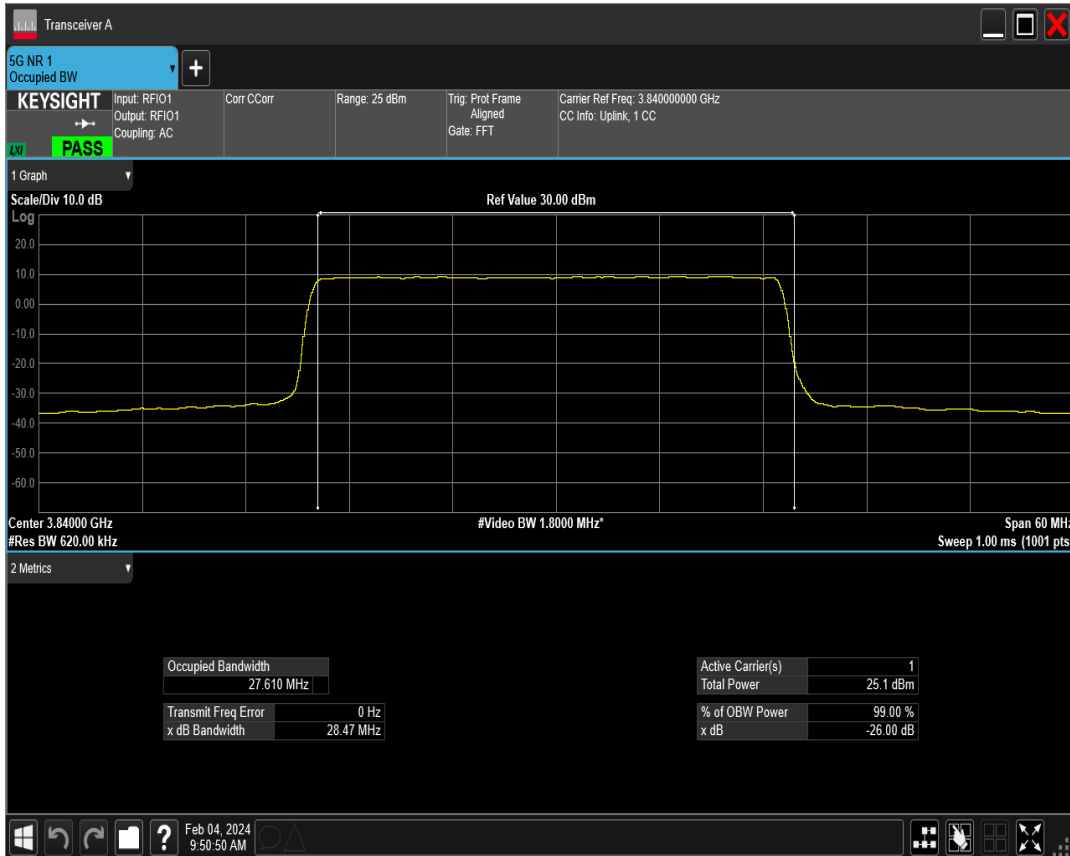 Transceiver A
5G NR 1
Occupied BW
KEYSIGHT
LXI
PASS
Input: RFIO1
Output: RFIO1
Coupling: AC
Corr CCorr
Range: 25 dBm
Trig: Prot Frame
Aligned
Gate: FFT
Carrier Ref Freq: 3.840000000 GHz
CC Info: Uplink, 1 CC
1 Graph
Scale/Div 10.0 dB
Ref Value 30.00 dBm
Log
20.0
10.0
0.00
-10.0
-20.0
-30.0
-40.0
-50.0
-60.0
Center 3.84000 GHz
#Video BW 1.8000 MHz*
Span 60 MHz
#Res BW 620.00 kHz
Sweep 1.00 ms (1001 pts
2 Metrics
Occupied Bandwidth
27.610 MHz
Transmit Freq Error 0 Hz
x dB Bandwidth 28.47 MHz
Active Carrier(s) 1
Total Power 25.1 dBm
% of OBW Power 99.00 %
x dB -26.00 dB
?
Feb 04, 2024
9:50:50 AM